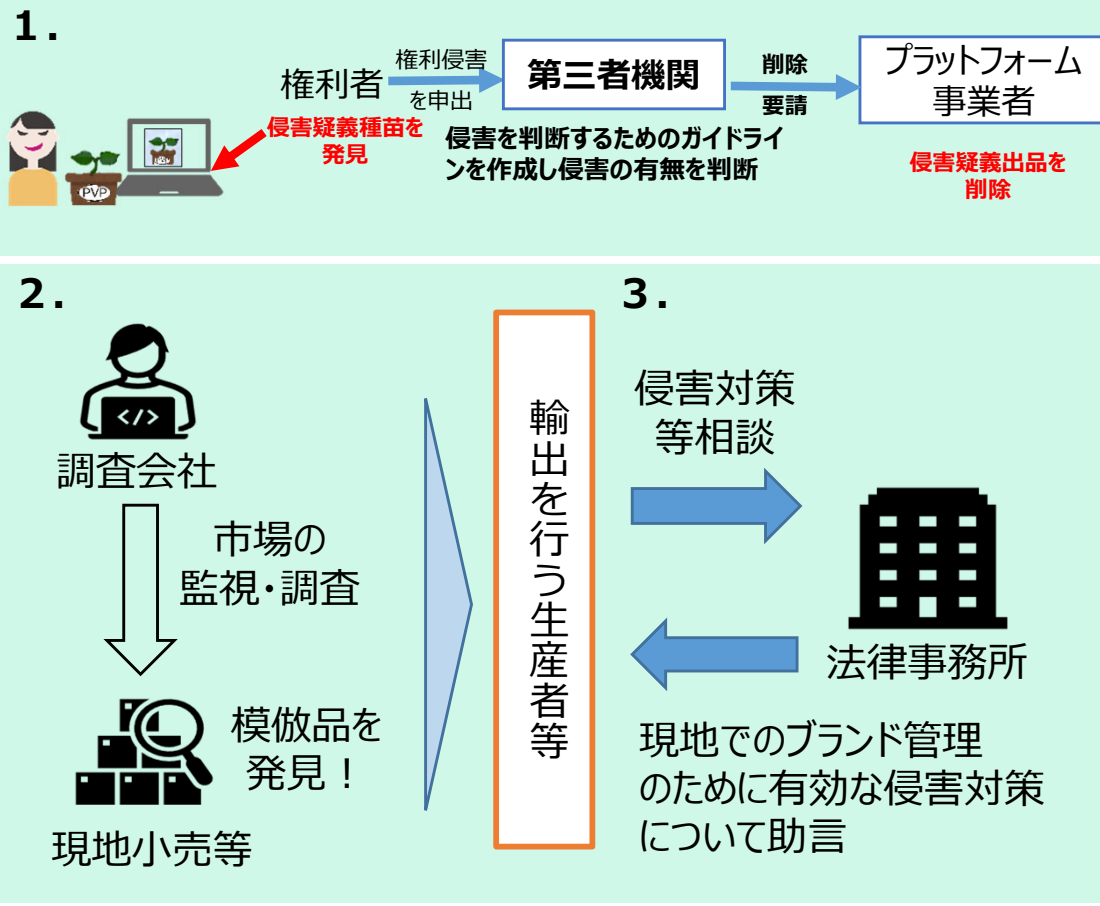 1.
権利者
権利侵害
を申出
第三者機関
削除
要請
プラットフォーム
事業者
侵害疑義種苗を
発見
侵害を判断するためのガイドライ
ンを作成し侵害の有無を判断
侵害疑義出品を
削除
PVP
2.
</>
調査会社
市場の
監視・調査
模倣品を
発見！
現地小売等
輸出を行う生産者等
3.
侵害対策
等相談
法律事務所
現地でのブランド管理
のために有効な侵害対策
について助言